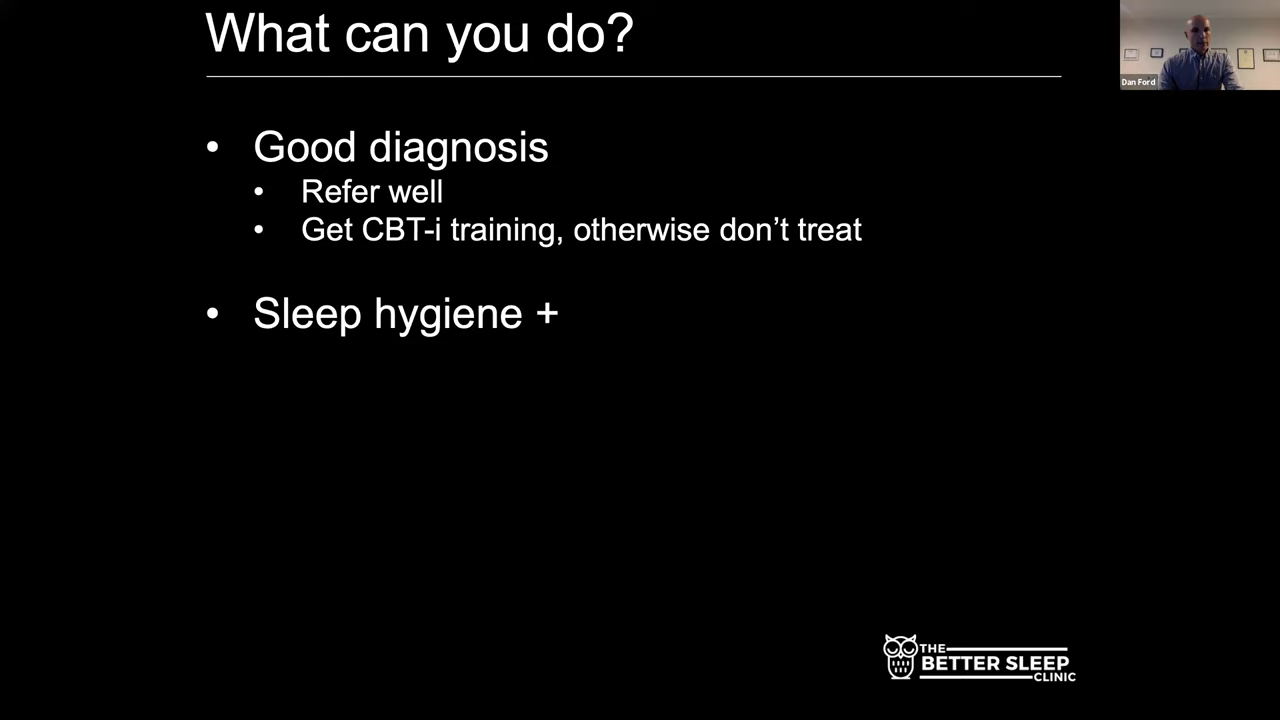 What can you do?
Dan Ford
• Good diagnosis
• Refer well
• Get CBT-i training, otherwise don’t treat
• Sleep hygiene +
THE
BETTER SLEEP
CLINIC